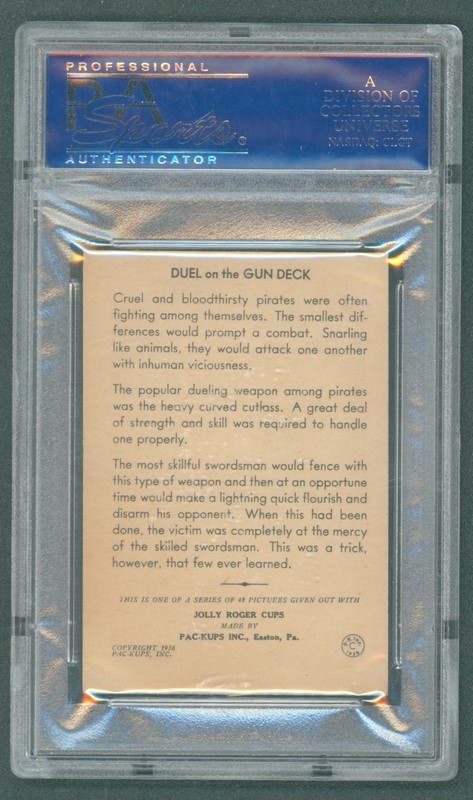 PROFESSIONAL
PSA
Sports
AUTHENTICATOR
A
DIVISION OF
COLLECTORS
UNIVERSE
NASDAQ: CLCT
DUEL on the GUN DECK
Cruel and bloodthirsty pirates were often
fighting among themselves. The smallest dif-
ferences would prompt a combat. Snarling
like animals, they would attack one another
with inhuman viciousness.
The popular dueling weapon among pirates
was the heavy curved cutlass. A great deal
of strength and skill was required to handle
one properly.
The most skillful swordsman would fence with
this type of weapon and then at an opportune
time would make a lightning quick flourish and
disarm his opponent. When this had been
done, the victim was completely at the mercy
of the skilled swordsman. This was a trick,
however, that few ever learned.
THIS IS ONE OF A SERIES OF 48 PICTURES GIVEN OUT WITH
JOLLY ROGER CUPS
MADE BY
PAC-KUPS INC., Easton, Pa.
COPYRIGHT 1936
PAC-KUPS, INC.
C
1936